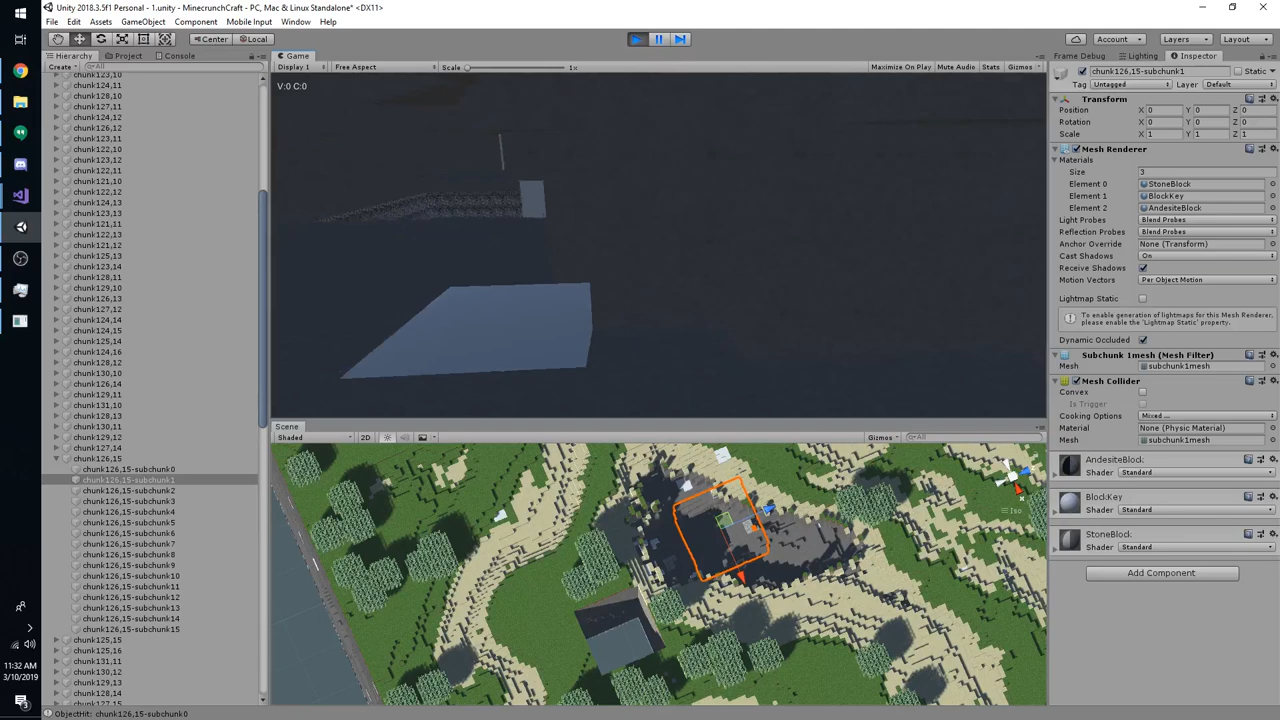 Unity 2018.3.5f1 Personal - 1.unity - MinecrunchCraft - PC, Mac & Linux Standalone* <DX11>
File Edit Assets GameObject Component Mobile Input Window Help
Center Local Account Layers Layout
Hierarchy Project Console
Create All
chunk123,10
chunk124,11
chunk128,10
chunk127,11
chunk124,12
chunk126,12
chunk123,11
chunk122,10
chunk123,12
chunk122,11
chunk121,10
chunk122,12
chunk124,13
chunk123,13
chunk121,11
chunk122,13
chunk121,12
chunk125,13
chunk123,14
chunk128,11
chunk129,10
chunk126,13
chunk127,12
chunk124,14
chunk124,15
chunk125,14
chunk124,16
chunk128,12
chunk130,10
chunk126,14
chunk129,11
chunk131,10
chunk128,13
chunk130,11
chunk129,12
chunk127,14
chunk126,15
chunk126,15-subchunk0
chunk126,15-subchunk1
chunk126,15-subchunk2
chunk126,15-subchunk3
chunk126,15-subchunk4
chunk126,15-subchunk5
chunk126,15-subchunk6
chunk126,15-subchunk7
chunk126,15-subchunk8
chunk126,15-subchunk9
chunk126,15-subchunk10
chunk126,15-subchunk11
chunk126,15-subchunk12
chunk126,15-subchunk13
chunk126,15-subchunk14
chunk126,15-subchunk15
chunk125,15
chunk125,16
chunk131,11
chunk130,12
chunk129,13
chunk128,14
chunk127,15
ObjectHit: chunk126,15-subchunk0
Game
Display 1 Free Aspect Scale 1x Maximize On Play Mute Audio Stats Gizmos
V:0 C:0
Scene
Shaded 2D Gizmos All
Iso
Frame Debug Lighting Inspector
chunk126,15-subchunk1 Static
Tag Untagged Layer Default
Transform
Position X 0 Y 0 Z 0
Rotation X 0 Y 0 Z 0
Scale X 1 Y 1 Z 1
Mesh Renderer
Materials
Size 3
Element 0 StoneBlock
Element 1 BlockKey
Element 2 AndesiteBlock
Light Probes Blend Probes
Reflection Probes Blend Probes
Anchor Override None (Transform)
Cast Shadows On
Receive Shadows
Motion Vectors Per Object Motion
Lightmap Static
To enable generation of lightmaps for this Mesh Renderer,
please enable the 'Lightmap Static' property.
Dynamic Occluded
Subchunk 1mesh (Mesh Filter)
Mesh subchunk1mesh
Mesh Collider
Convex
Is Trigger
Cooking Options Mixed ...
Material None (Physic Material)
Mesh subchunk1mesh
AndesiteBlock
Shader Standard
BlockKey
Shader Standard
StoneBlock
Shader Standard
Add Component
11:32 AM
3/10/2019
3